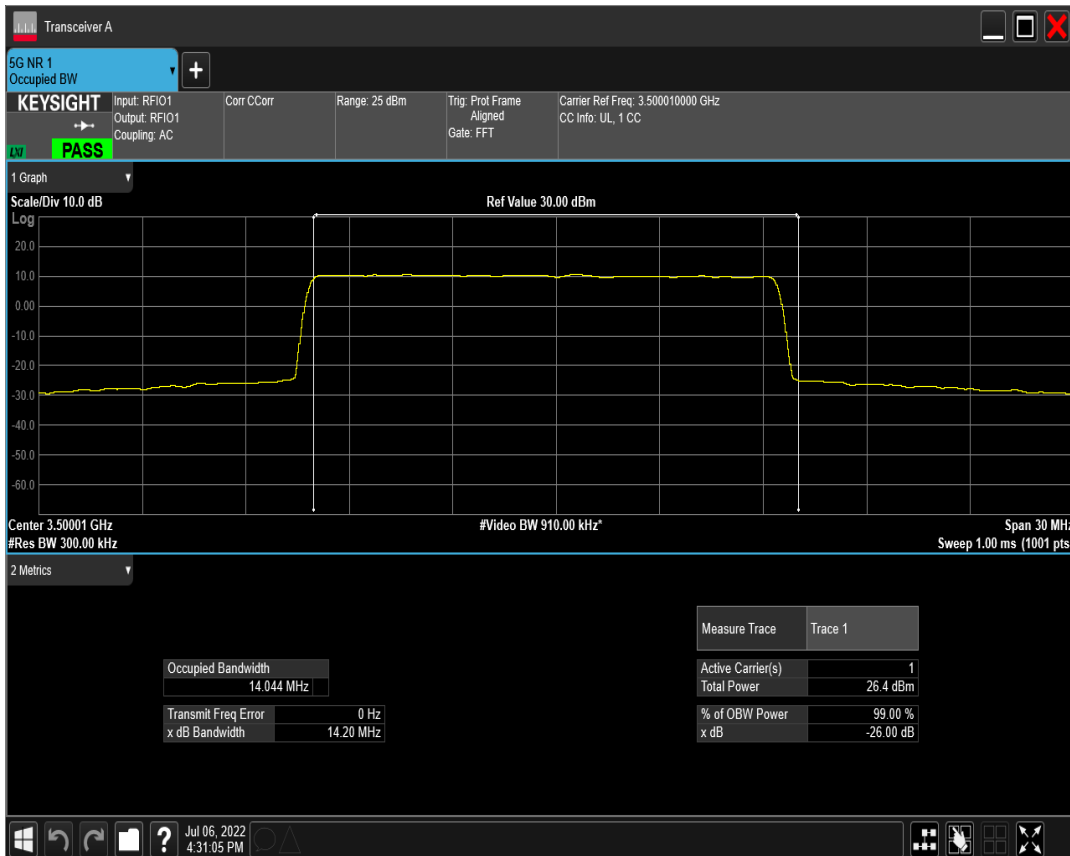 Transceiver A
5G NR 1
Occupied BW
KEYSIGHT
LXI
PASS
Input: RFIO1
Output: RFIO1
Coupling: AC
Corr CCorr
Range: 25 dBm
Trig: Prot Frame
Aligned
Gate: FFT
Carrier Ref Freq: 3.500010000 GHz
CC Info: UL, 1 CC
1 Graph
Scale/Div 10.0 dB
Ref Value 30.00 dBm
Log
20.0
10.0
0.00
-10.0
-20.0
-30.0
-40.0
-50.0
-60.0
Center 3.50001 GHz
#Video BW 910.00 kHz*
Span 30 MHz
#Res BW 300.00 kHz
Sweep 1.00 ms (1001 pts
2 Metrics
Measure Trace Trace 1
Occupied Bandwidth
14.044 MHz
Active Carrier(s) 1
Total Power 26.4 dBm
Transmit Freq Error 0 Hz
x dB Bandwidth 14.20 MHz
% of OBW Power 99.00 %
x dB -26.00 dB
?
Jul 06, 2022
4:31:05 PM